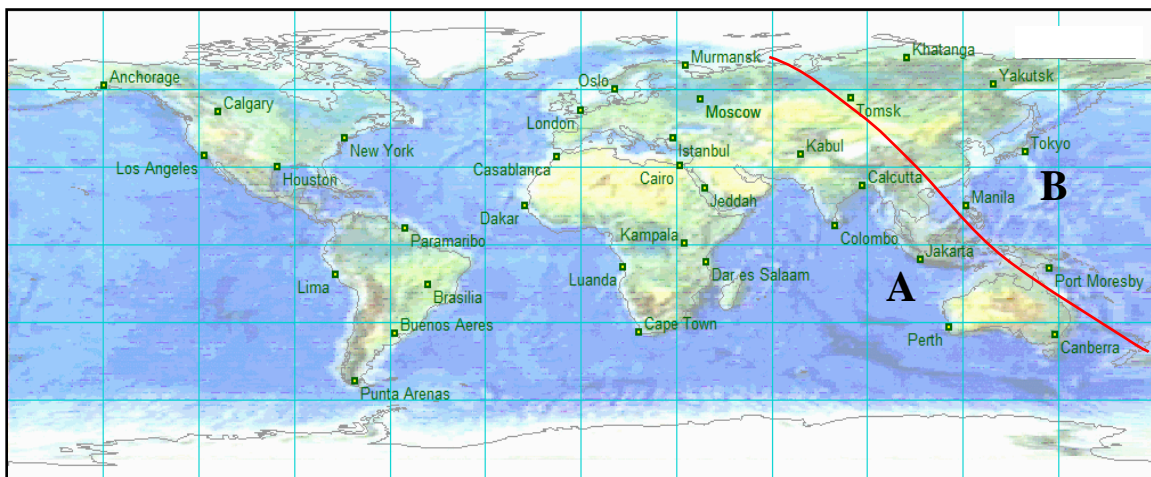 Khatanga
Murmansk
Anchorage
Oslo
Yakutsk
Tomsk
Moscow
Calgary
London
New York
Istanbul
Kabul
Tokyo
Los Angeles
Houston
Casablanca
Cairo
Calcutta
B
Jeddah
Manila
Dakar
Paramaribo
Kampala
Colombo
Jakarta
Lima
Luanda
Dar es Salaam
A
Port Moresby
Brasilia
Buenos Aeres
Cape Town
Perth
Canberra
Punta Arenas